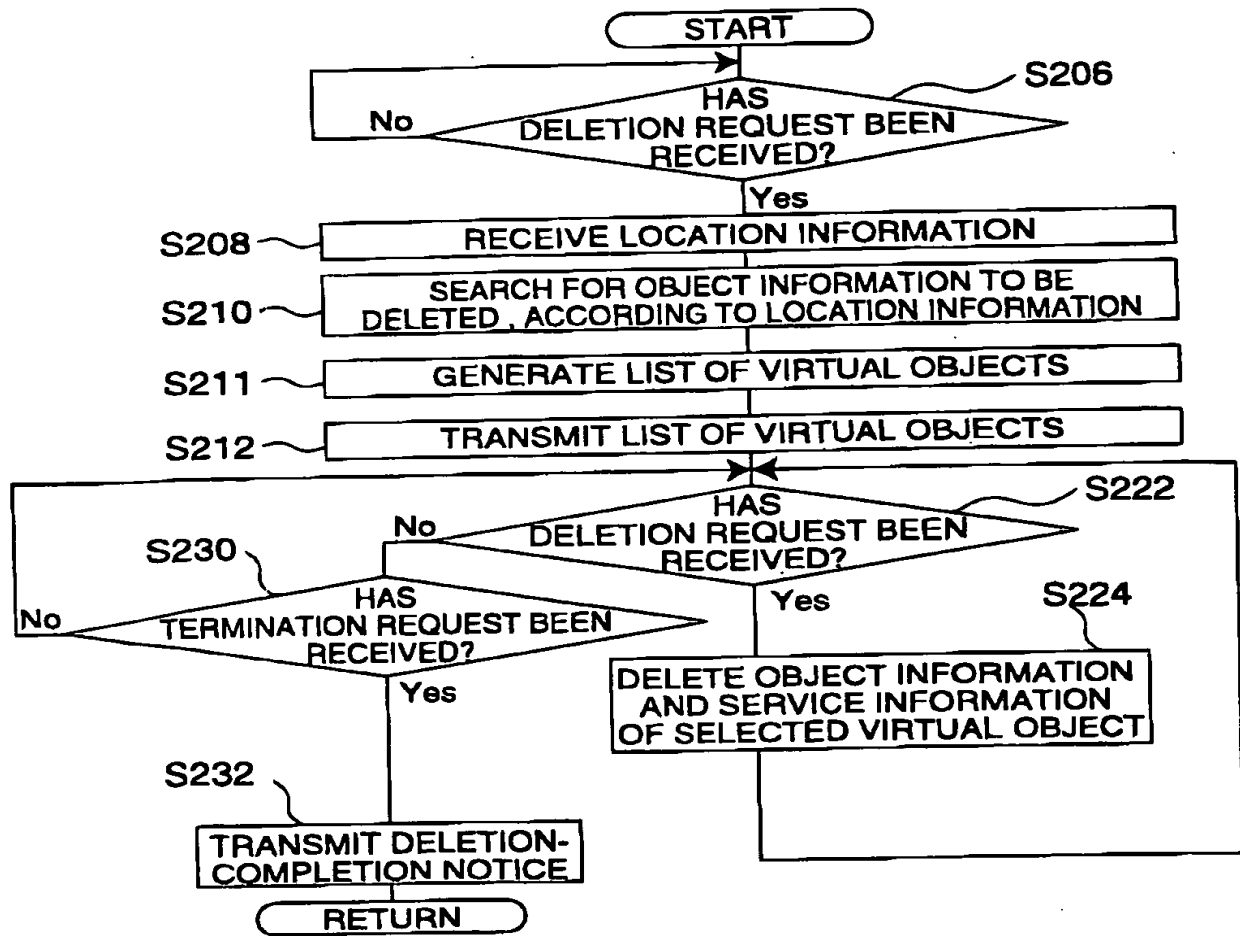 START
S206
HAS
DELETION REQUEST BEEN
RECEIVED?
No
Yes
S208
RECEIVE LOCATION INFORMATION
S210
SEARCH FOR OBJECT INFORMATION TO BE
DELETED , ACCORDING TO LOCATION INFORMATION
S211
GENERATE LIST OF VIRTUAL OBJECTS
S212
TRANSMIT LIST OF VIRTUAL OBJECTS
S222
HAS
DELETION REQUEST BEEN
RECEIVED?
No
Yes
S230
HAS
TERMINATION REQUEST BEEN
RECEIVED?
No
Yes
S224
DELETE OBJECT INFORMATION
AND SERVICE INFORMATION
OF SELECTED VIRTUAL OBJECT
S232
TRANSMIT DELETION-
COMPLETION NOTICE
RETURN